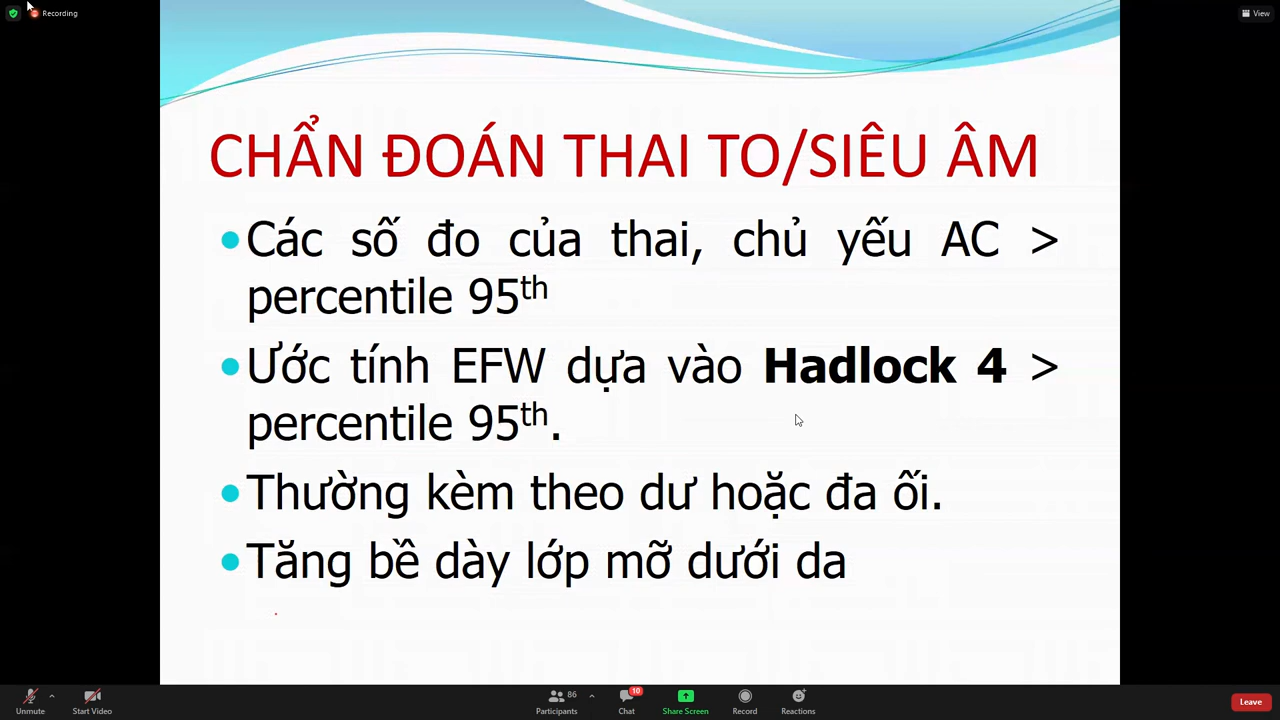 Recording
View
CHẨN ĐOÁN THAI TO/SIÊU ÂM
Các số đo của thai, chủ yếu AC >
percentile 95th
Ước tính EFW dựa vào Hadlock 4 >
percentile 95th.
Thường kèm theo dư hoặc đa ối.
Tăng bề dày lớp mỡ dưới da
86
10
Unmute
Start Video
Participants
Chat
Share Screen
Record
Reactions
Leave